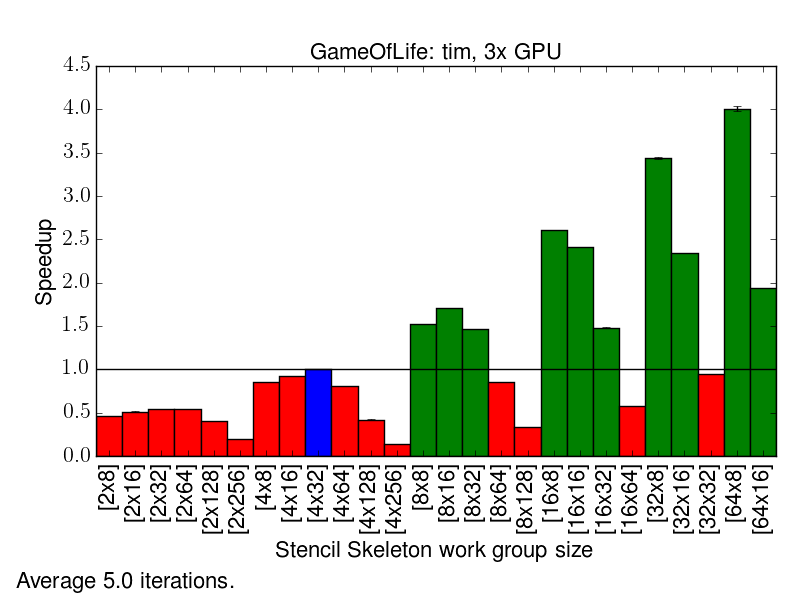 GameOfLife: tim, 3x GPU
4.5
4.0
3.5
3.0
2.5
2.0
1.5
1.0
0.5
0.0
Speedup
[2x8]
[2x16]
[2x32]
[2x64]
[2x128]
[2x256]
[4x8]
[4x16]
[4x32]
[4x64]
[4x128]
[4x256]
[8x8]
[8x16]
[8x32]
[8x64]
[8x128]
[16x8]
[16x16]
[16x32]
[16x64]
[32x8]
[32x16]
[32x32]
[64x8]
[64x16]
Stencil Skeleton work group size
Average 5.0 iterations.